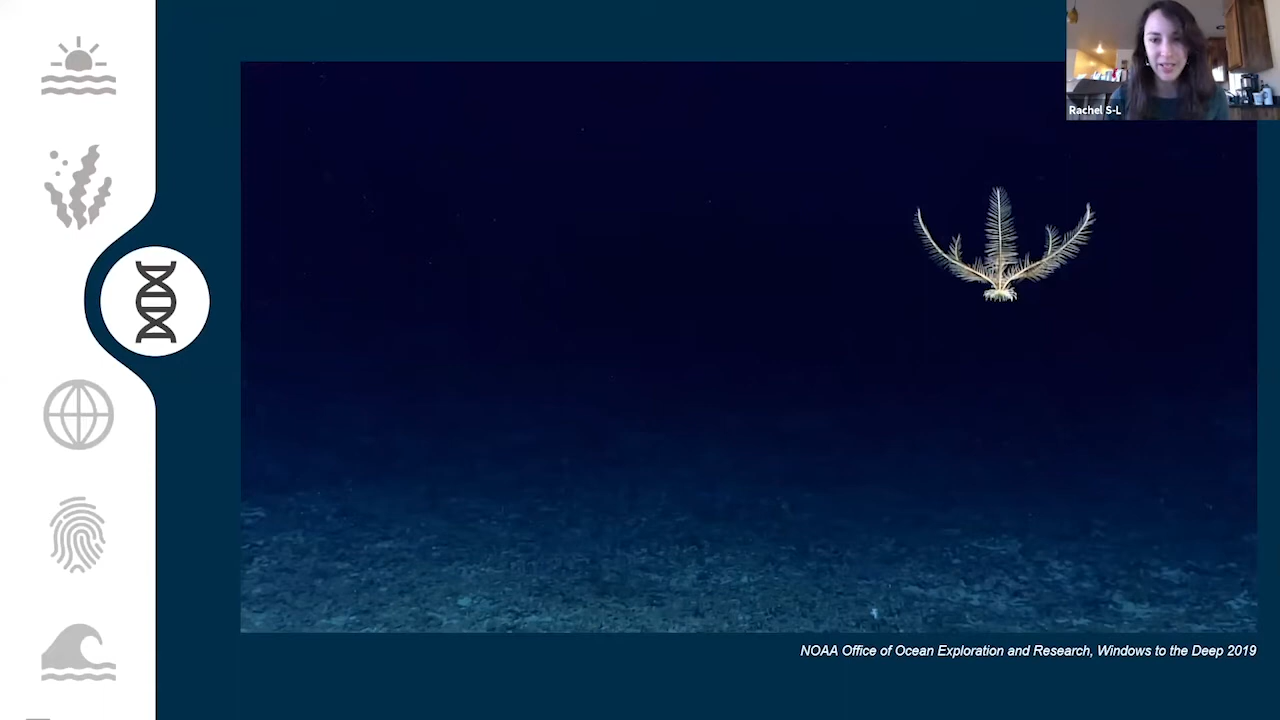 Rachel S-L
NOAA Office of Ocean Exploration and Research, Windows to the Deep 2019